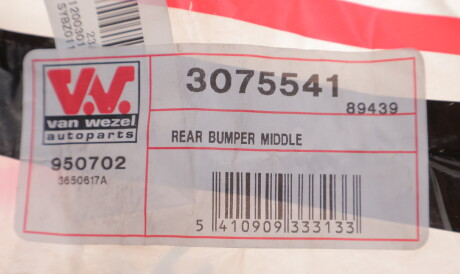 V.V.
van wezel
autoparts
3075541
89439
REAR BUMPER MIDDLE
950702
3650617A
5 410909 333133